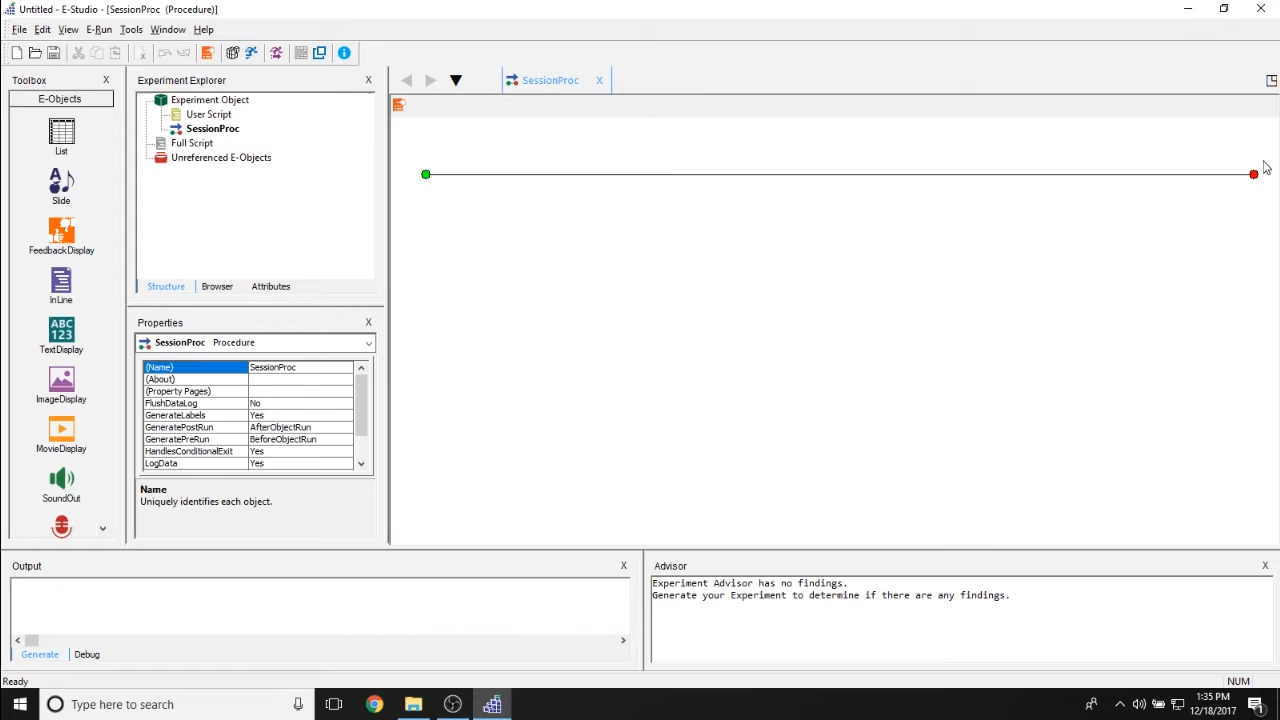 Untitled - E-Studio - [SessionProc (Procedure)]
File Edit View E-Run Tools Window Help
Toolbox
E-Objects
List
Slide
FeedbackDisplay
InLine
ABC
123
TextDisplay
ImageDisplay
MovieDisplay
SoundOut
Experiment Explorer
Experiment Object
User Script
SessionProc
Full Script
Unreferenced E-Objects
Structure Browser Attributes
Properties
SessionProc Procedure
(Name) SessionProc
(About)
(Property Pages)
FlushDataLog No
GenerateLabels Yes
GeneratePostRun AfterObjectRun
GeneratePreRun BeforeObjectRun
HandlesConditionalExit Yes
LogData Yes
Name
Uniquely identifies each object.
SessionProc X
Output
Generate Debug
Advisor
Experiment Advisor has no findings.
Generate your Experiment to determine if there are any findings.
Ready
NUM
Type here to search
1:35 PM
12/18/2017
1